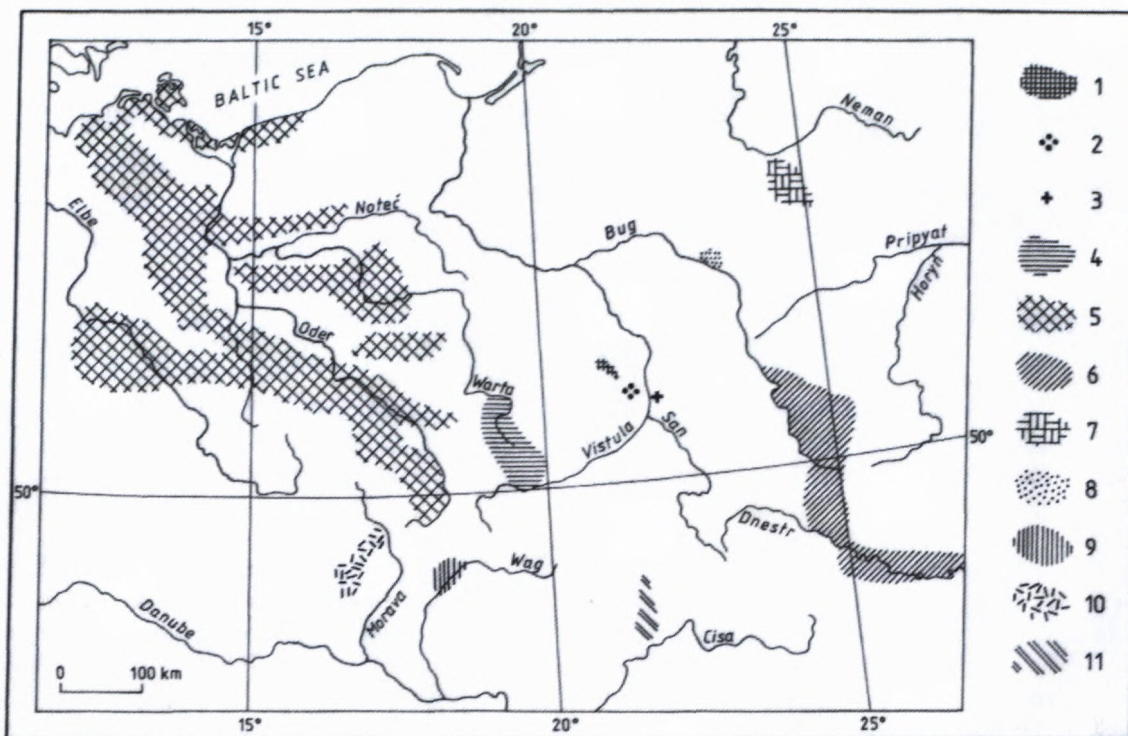 15° 20° 25°
BALTIC SEA
Neman
Elbe
Noteć
Bug
Pripyat
Horyń
Oder
Warta
Vistula
San
50° 50°
Dnestr
Wag
Morava
Danube
Cisa
0 100 km
15° 20° 25°
1
2
3
4
5
6
7
8
9
10
11